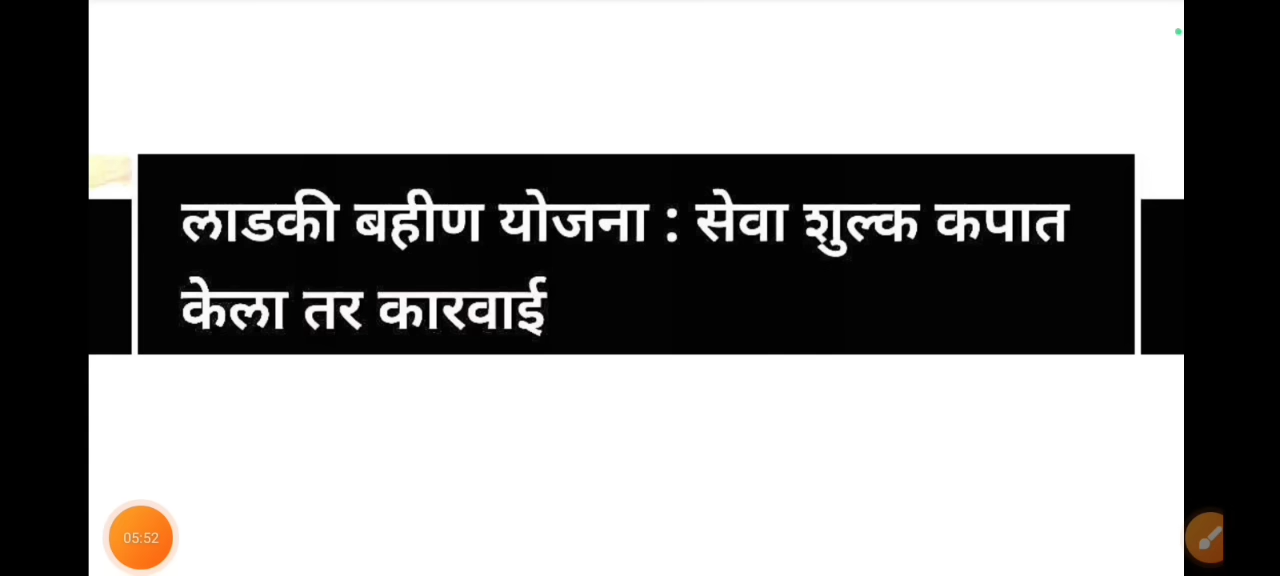 लाडकी बहीण योजना : सेवा शुल्क कपात
केला तर कारवाई
05:52